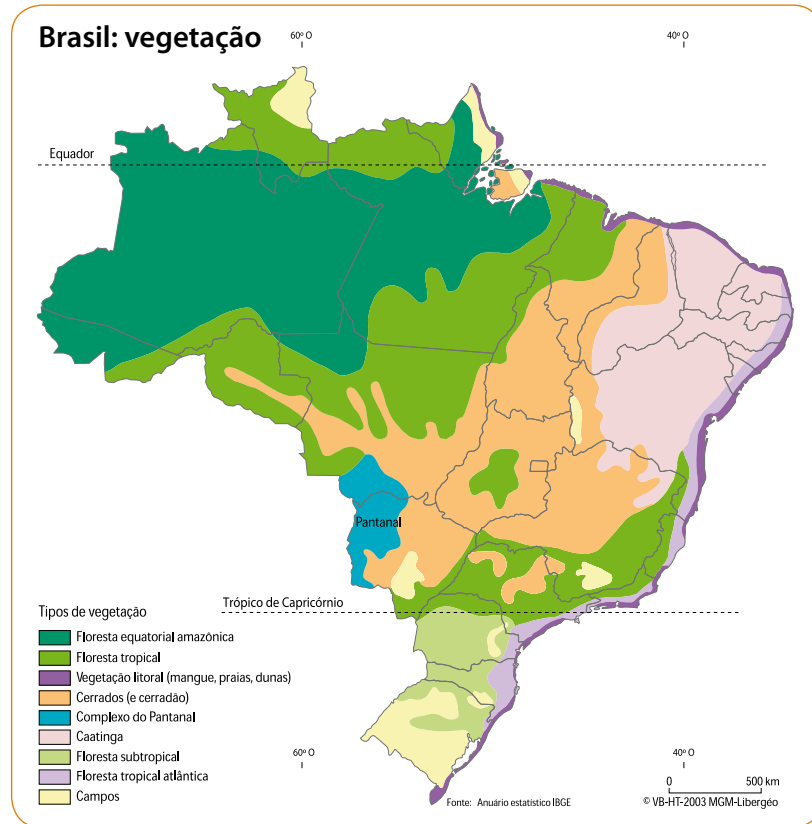 Brasil: vegetação
60º O
40º O
Equador
Pantanal
Trópico de Capricórnio
Tipos de vegetação
Floresta equatorial amazônica
Floresta tropical
Vegetação litoral (mangue, praias, dunas)
Cerrados (e cerradão)
Complexo do Pantanal
Caatinga
Floresta subtropical
Floresta tropical atlântica
Campos
60º O
40º O
0 500 km
Fonte: Anuário estatístico IBGE
© VB-HT-2003 MGM-Libergéo